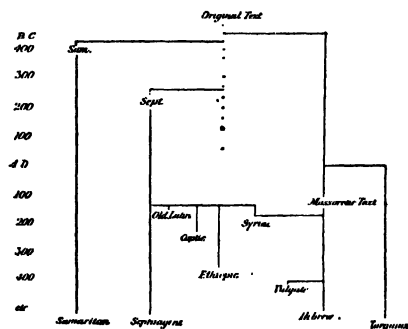 Original Text
B.C.
400
Sam.
300
Sept.
200
100
A D
100
Massoretic Text
Old Latin
200
Coptic
Syriac
300
Ethiopic
400
Vulgate
etc
Samaritan
Septuagint
Hebrew
Targums